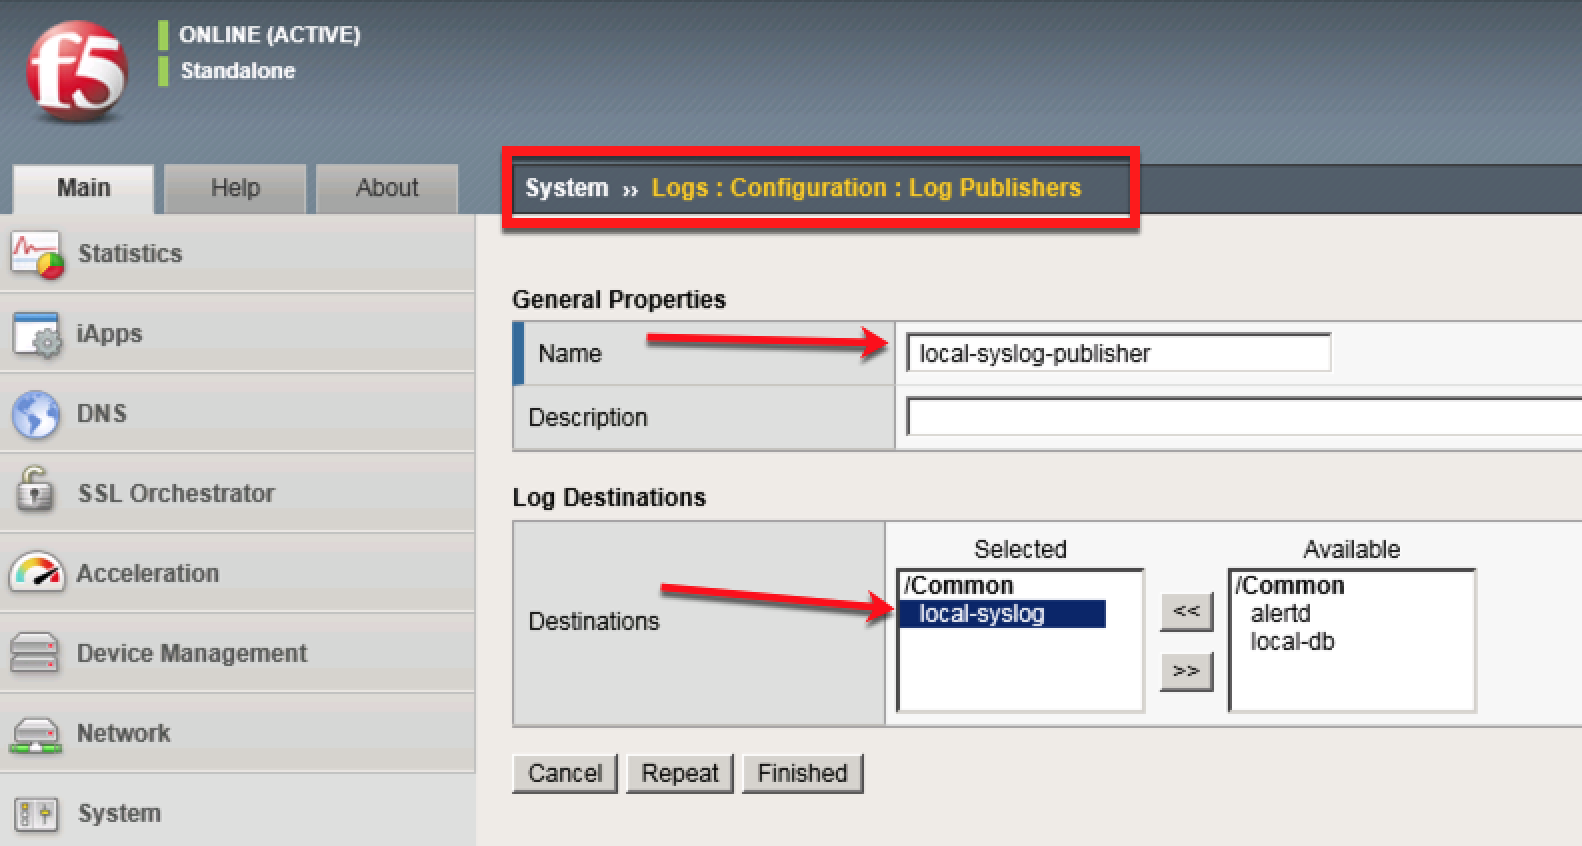 f5
ONLINE (ACTIVE)
Standalone
Main
Help
About
System ›› Logs : Configuration : Log Publishers
Statistics
iApps
DNS
SSL Orchestrator
Acceleration
Device Management
Network
System
General Properties
Name
local-syslog-publisher
Description
Log Destinations
Destinations
Selected
/Common
local-syslog
<<
>>
Available
/Common
alertd
local-db
Cancel
Repeat
Finished